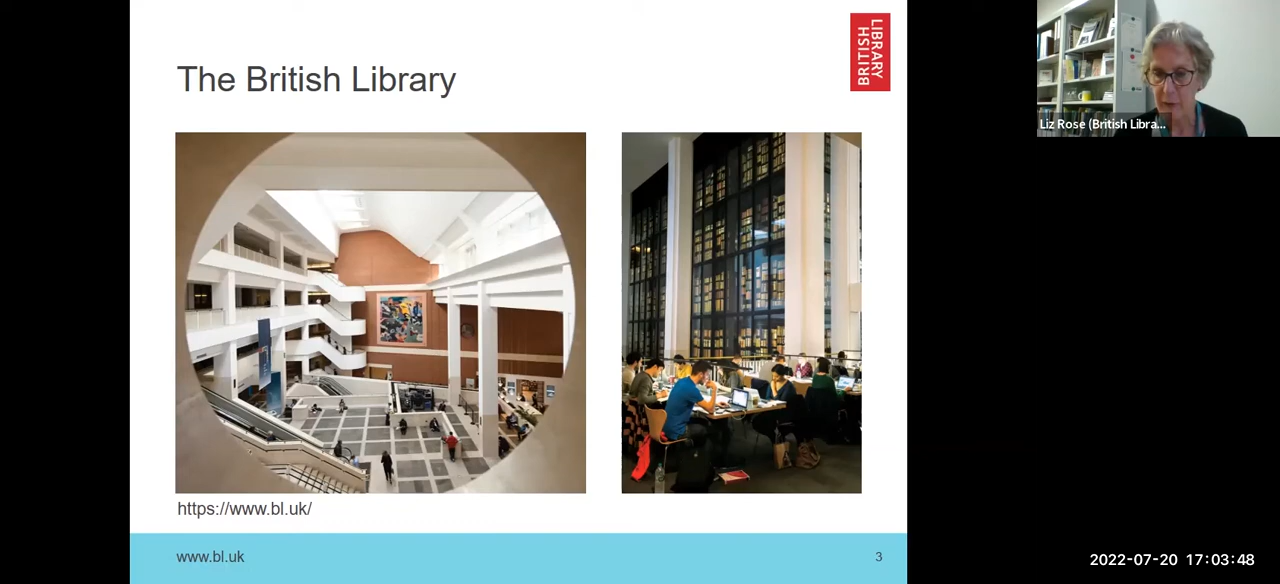 The British Library
BRITISH
LIBRARY
Liz Rose (British Libra...
https://www.bl.uk/
www.bl.uk
3
2022-07-20 17:03:48